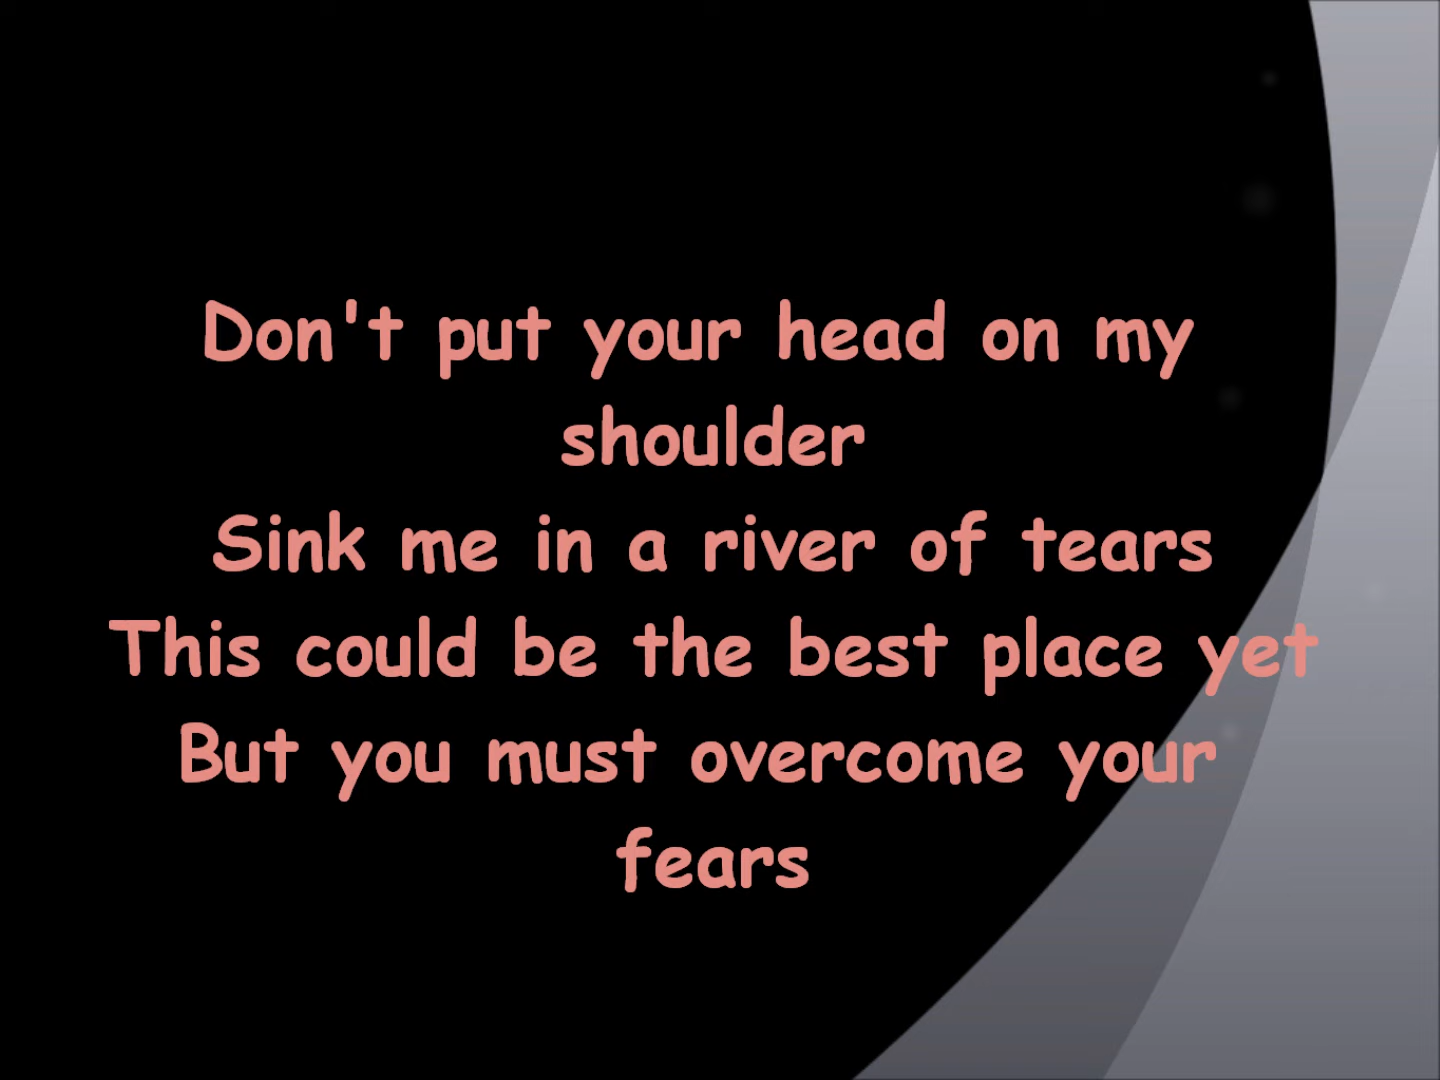 Don't put your head on my
shoulder
Sink me in a river of tears
This could be the best place yet
But you must overcome your
fears